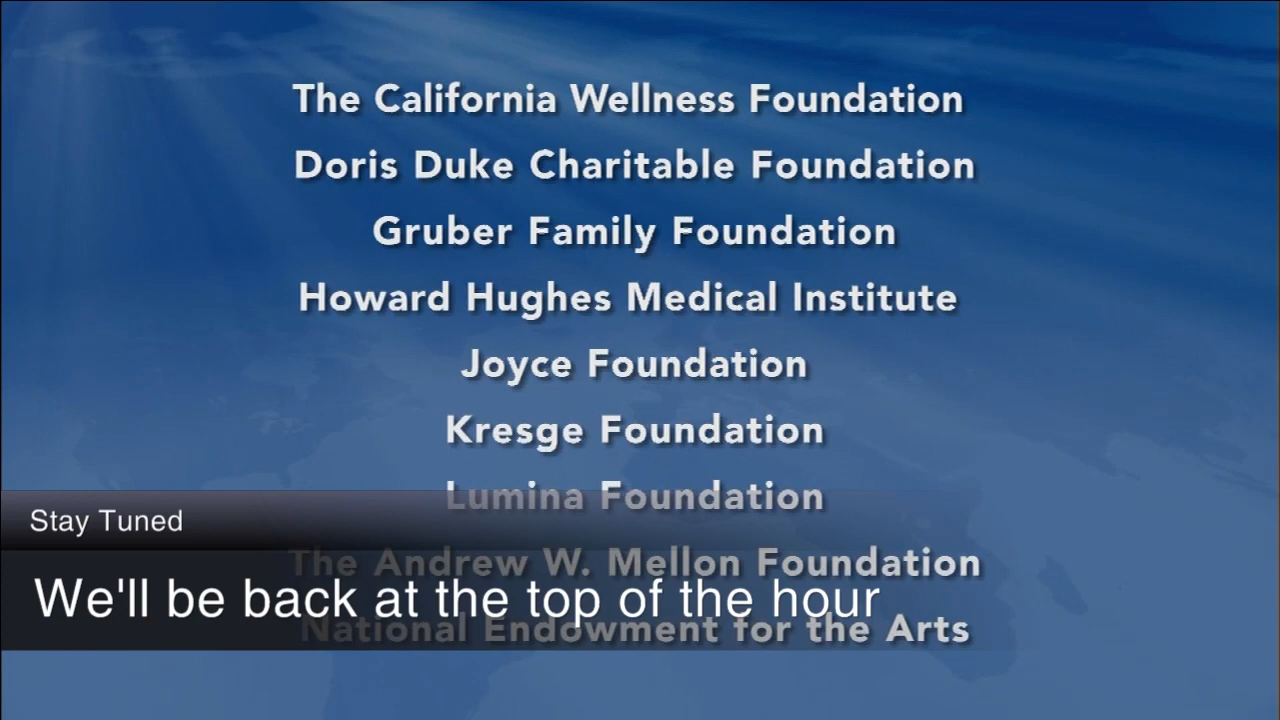 The California Wellness Foundation
Doris Duke Charitable Foundation
Gruber Family Foundation
Howard Hughes Medical Institute
Joyce Foundation
Kresge Foundation
Lumina Foundation
Stay Tuned
The Andrew W. Mellon Foundation
We'll be back at the top of the hour
National Endowment for the Arts